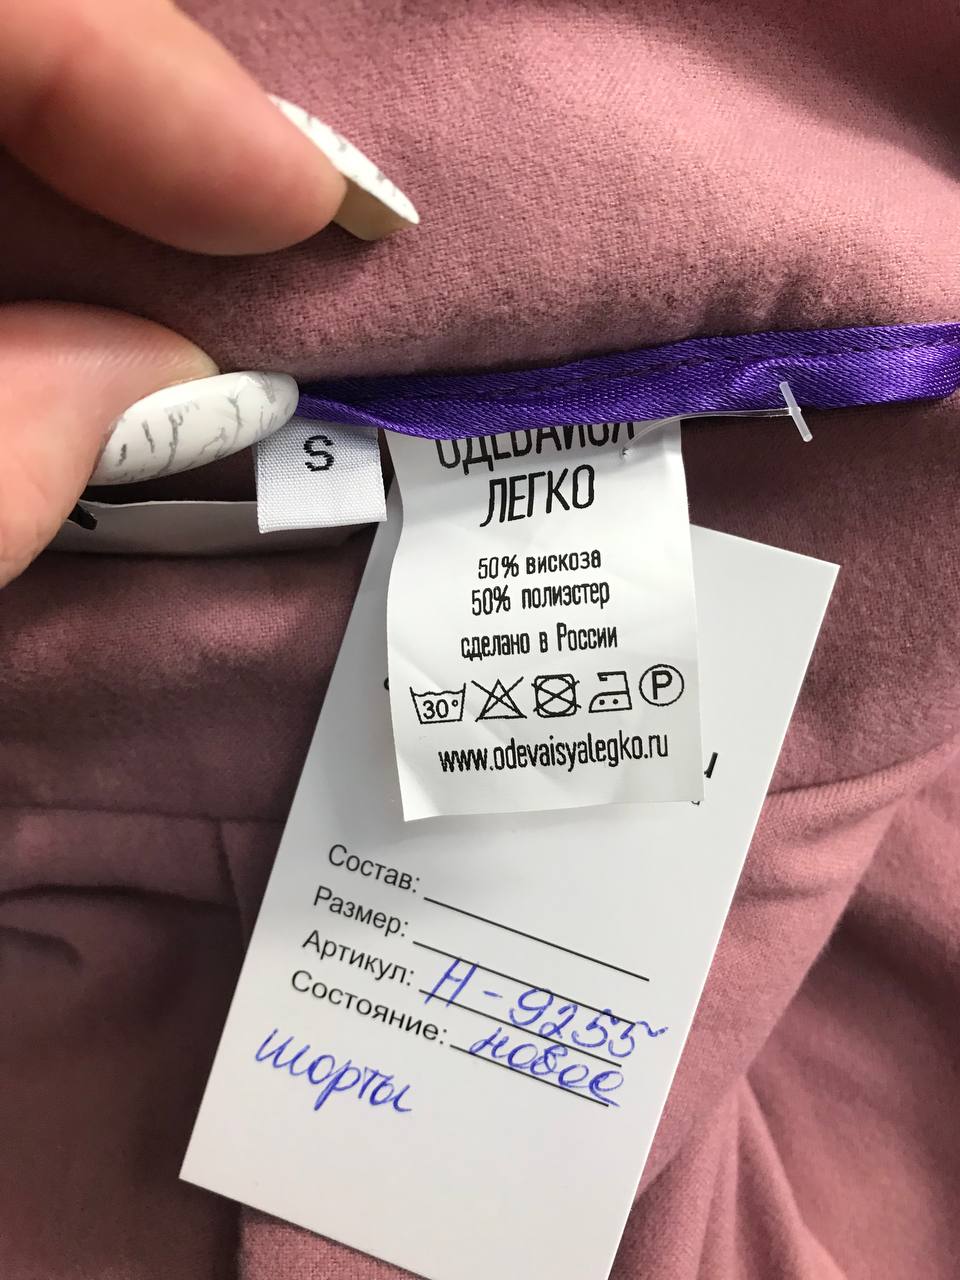 S
ОДЕВАЙСЯ
ЛЕГКО
50% вискоза
50% полиэстер
сделано в России
30°
P
www.odevaisyalegko.ru
Состав:
Размер:
Артикул: Н-9255
Состояние: новое
шорты